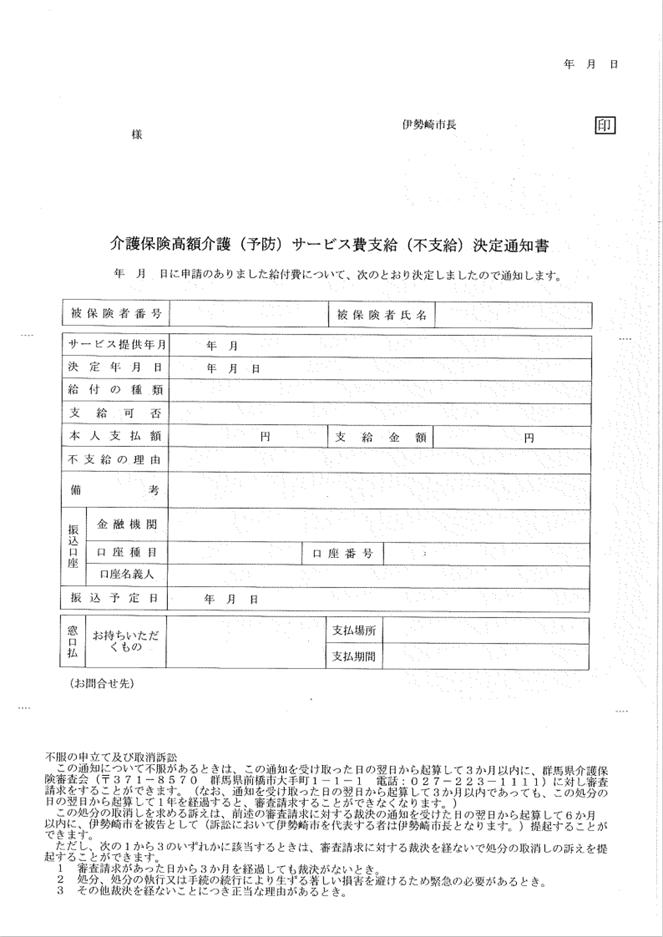 年　月　日
伊勢崎市長　印
様
介護保険高額介護（予防）サービス費支給（不支給）決定通知書
年　月　日に申請のありました給付費について、次のとおり決定しましたので通知します。
被保険者番号　被保険者氏名
サービス提供年月　年　月
決定年月日　年　月　日
給付の種類
支給可否
本人支払額　円　支給金額　円
不支給の理由
備考
振込口座　金融機関
口座種目　口座番号
口座名義人
振込予定日　年　月　日
窓口払　お持ちいただくもの　支払場所
支払期間
（お問合せ先）
不服の申立て及び取消訴訟
この通知について不服があるときは、この通知を受け取った日の翌日から起算して３か月以内に、群馬県介護保
険審査会（〒３７１－８５７０　群馬県前橋市大手町１－１－１　電話：０２７－２２３－１１１１）に対し審査
請求をすることができます。（なお、通知を受け取った日の翌日から起算して３か月以内であっても、この処分の
日の翌日から起算して１年を経過すると、審査請求することができなくなります。）
この処分の取消しを求める訴えは、前述の審査請求に対する裁決の通知を受けた日の翌日から起算して６か月
以内に、伊勢崎市を被告として（訴訟において伊勢崎市を代表する者は伊勢崎市長となります。）提起することが
できます。
ただし、次の１から３のいずれかに該当するときは、審査請求に対する裁決を経ないで処分の取消しの訴えを提
起することができます。
１　審査請求があった日から３か月を経過しても裁決がないとき。
２　処分、処分の執行又は手続の続行により生ずる著しい損害を避けるため緊急の必要があるとき。
３　その他裁決を経ないことにつき正当な理由があるとき。